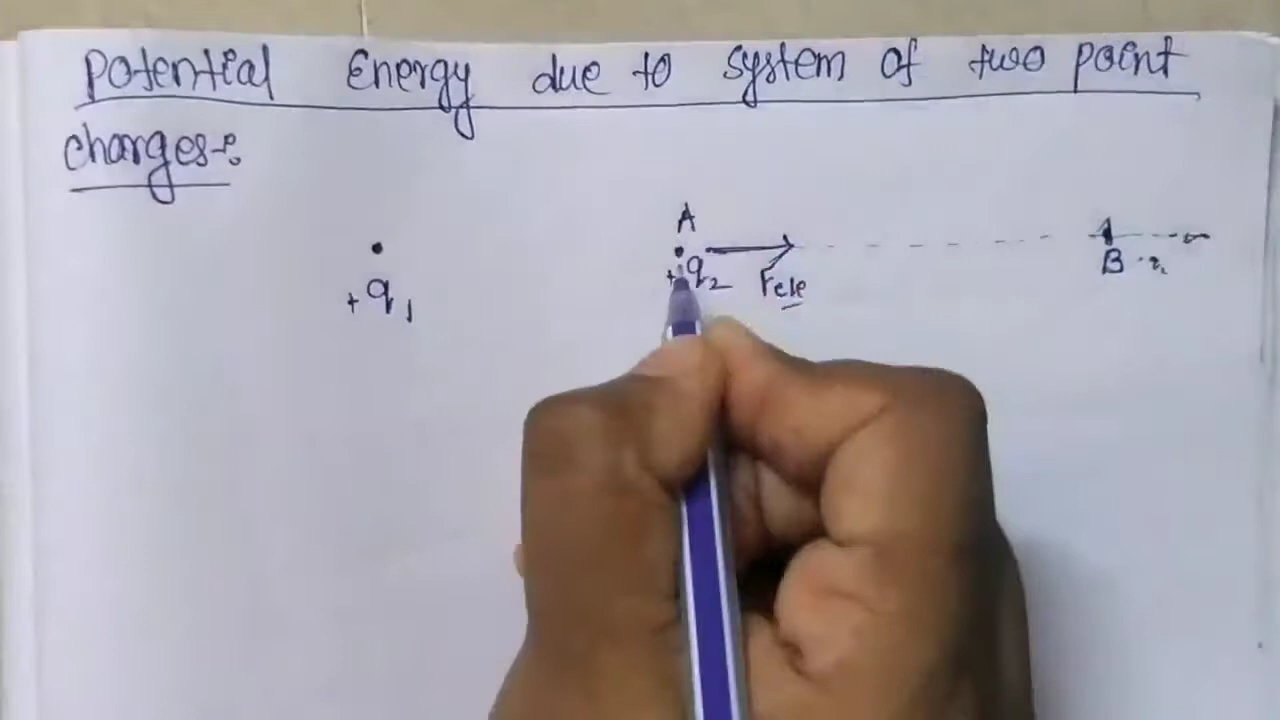 Potential Energy due to system of two point
charges:
A
B
+q1
+q2
Fele